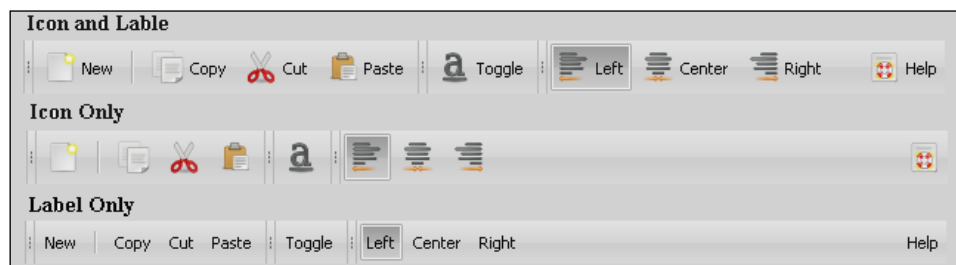 Icon and Lable
New Copy Cut Paste a Toggle Left Center Right Help
Icon Only
a
Label Only
New Copy Cut Paste Toggle Left Center Right Help